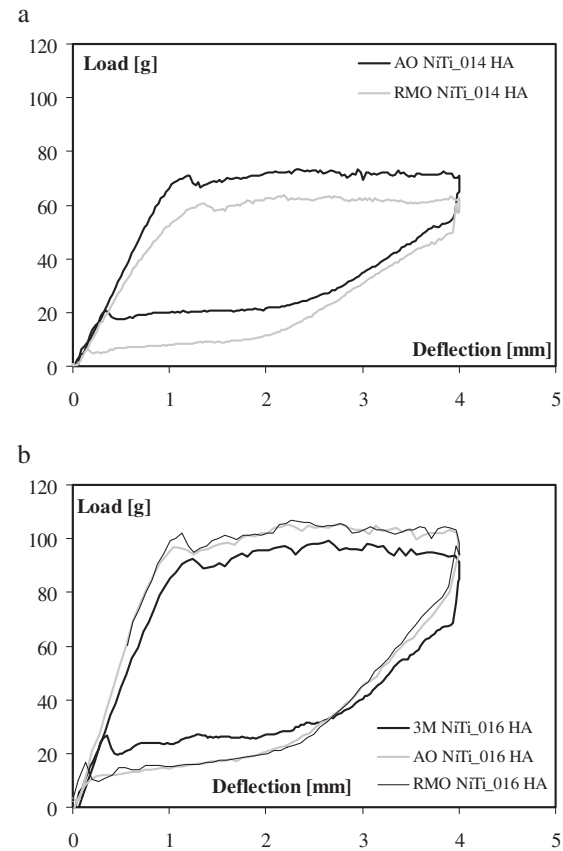 a
120
Load [g]
AO NiTi_014 HA
100
RMO NiTi_014 HA
80
60
40
20
Deflection [mm]
0
0 1 2 3 4 5
b
120
Load [g]
100
80
60
40
3M NiTi_016 HA
20
AO NiTi_016 HA
Deflection [mm]
RMO NiTi_016 HA
0
0 1 2 3 4 5